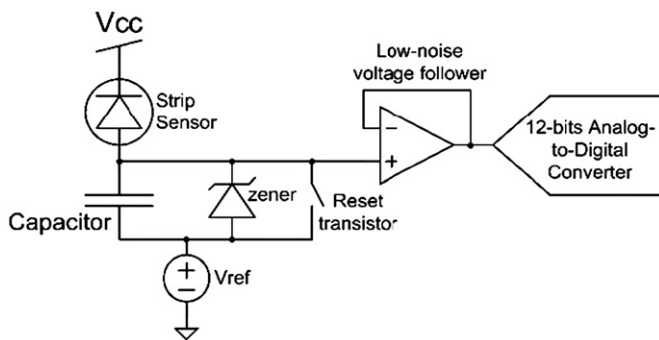 Vcc
Strip
Sensor
Low-noise
voltage follower
12-bits Analog-
to-Digital
Converter
−
+
zener
Reset
transistor
Capacitor
+
−
Vref